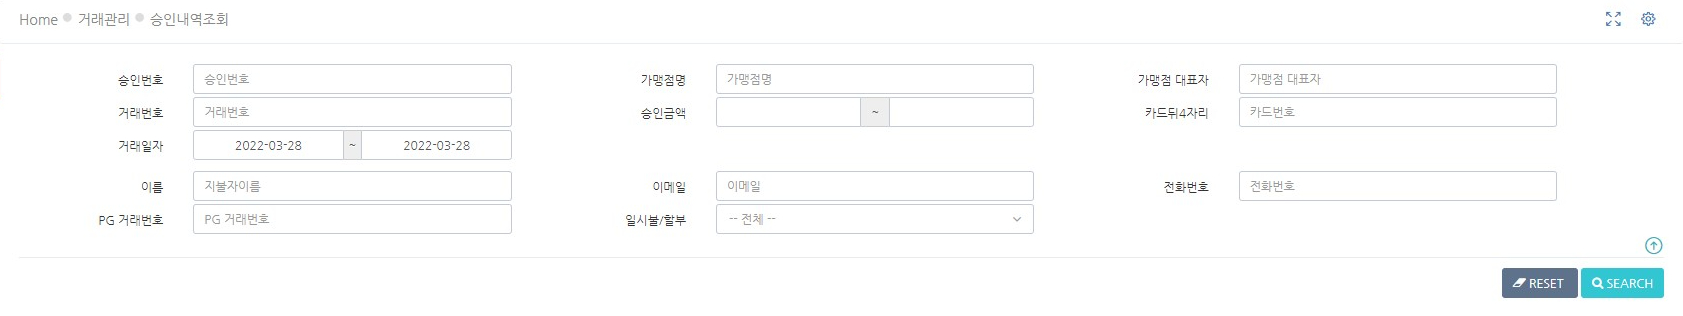 Home 거래관리 승인내역조회
승인번호 승인번호 가맹점명 가맹점명 가맹점 대표자 가맹점 대표자
거래번호 거래번호 승인금액 ~ 카드뒤4자리 카드번호
거래일자 2022-03-28 ~ 2022-03-28
이름 지불자이름 이메일 이메일 전화번호 전화번호
PG 거래번호 PG 거래번호 일시불/할부 -- 전체 --
RESET SEARCH